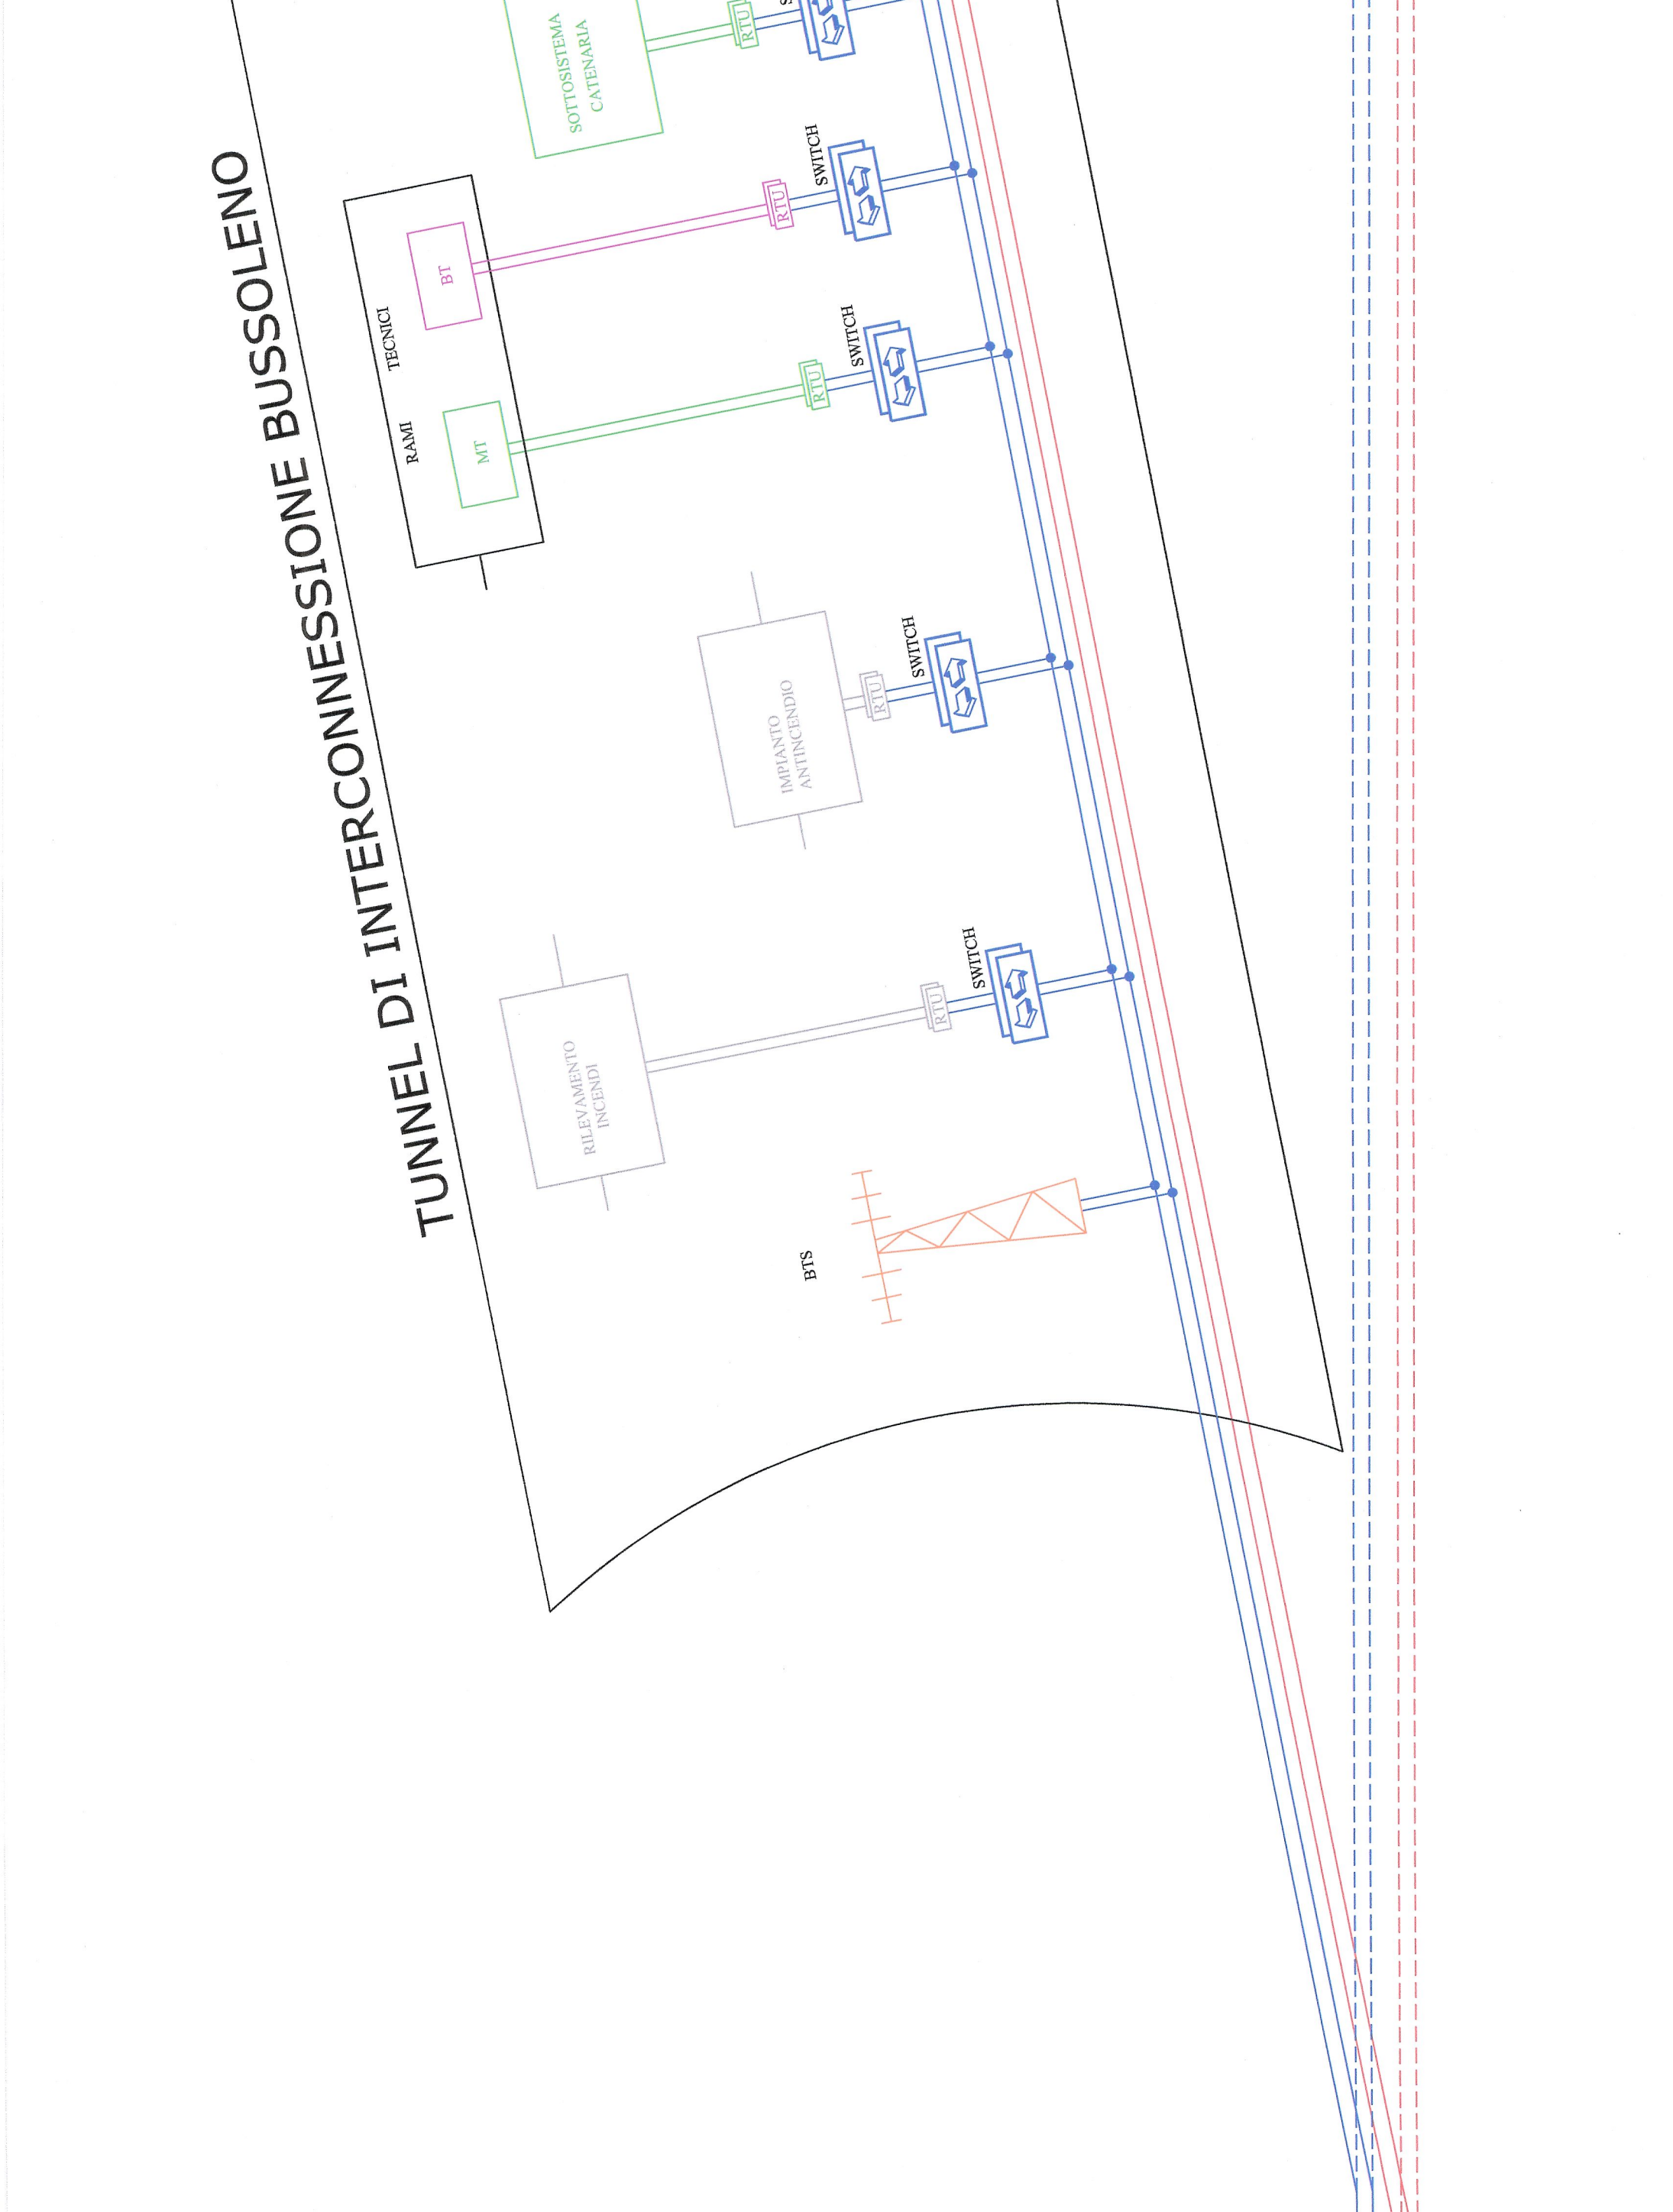 TUNNEL DI INTERCONNESSIONE BUSSOLENO
SOTTOSISTEMA
CATENARIA
RTU
TECNICI
BT
RTU
SWITCH
RAMI
MT
RTU
SWITCH
IMPIANTO
ANTINCENDIO
RTU
SWITCH
RILEVAMENTO
INCENDI
RTU
SWITCH
BTS